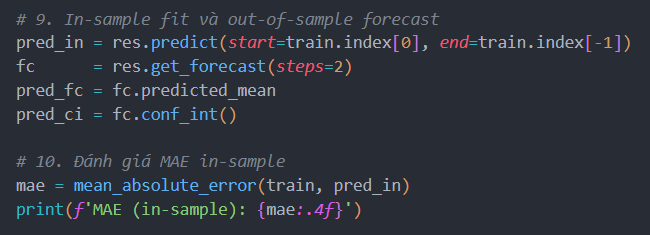 # 9. In-sample fit và out-of-sample forecast
pred_in = res.predict(start=train.index[0], end=train.index[-1])
fc      = res.get_forecast(steps=2)
pred_fc = fc.predicted_mean
pred_ci = fc.conf_int()

# 10. Đánh giá MAE in-sample
mae = mean_absolute_error(train, pred_in)
print(f'MAE (in-sample): {mae:.4f}')